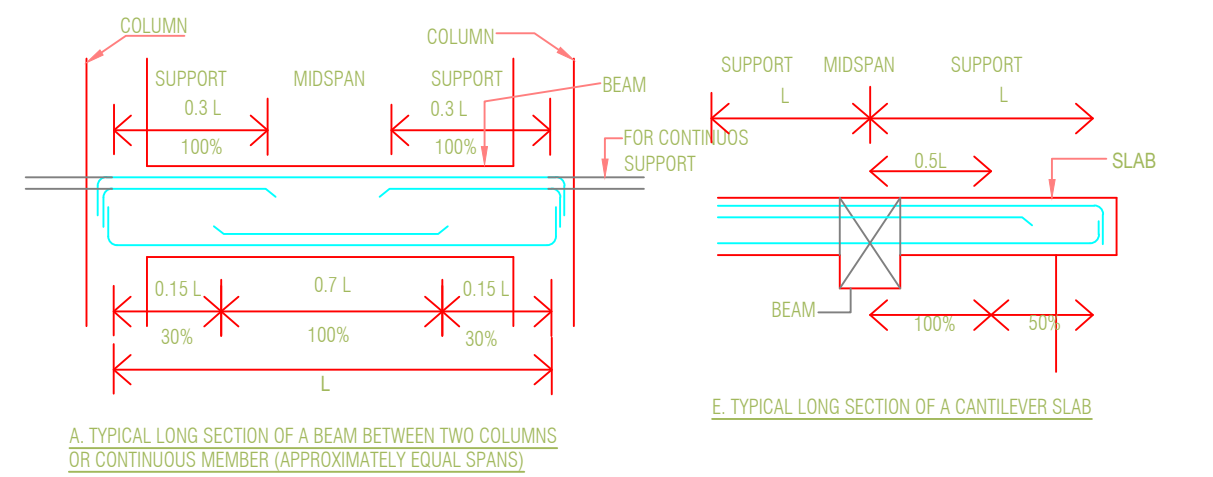 COLUMN
COLUMN
SUPPORT MIDSPAN SUPPORT
0.3 L 0.3 L
100% 100%
BEAM
FOR CONTINUOS
SUPPORT
0.15 L 0.7 L 0.15 L
30% 100% 30%
L
A. TYPICAL LONG SECTION OF A BEAM BETWEEN TWO COLUMNS
OR CONTINUOUS MEMBER (APPROXIMATELY EQUAL SPANS)
SUPPORT MIDSPAN SUPPORT
L L
0.5L
SLAB
BEAM
100% 50%
E. TYPICAL LONG SECTION OF A CANTILEVER SLAB